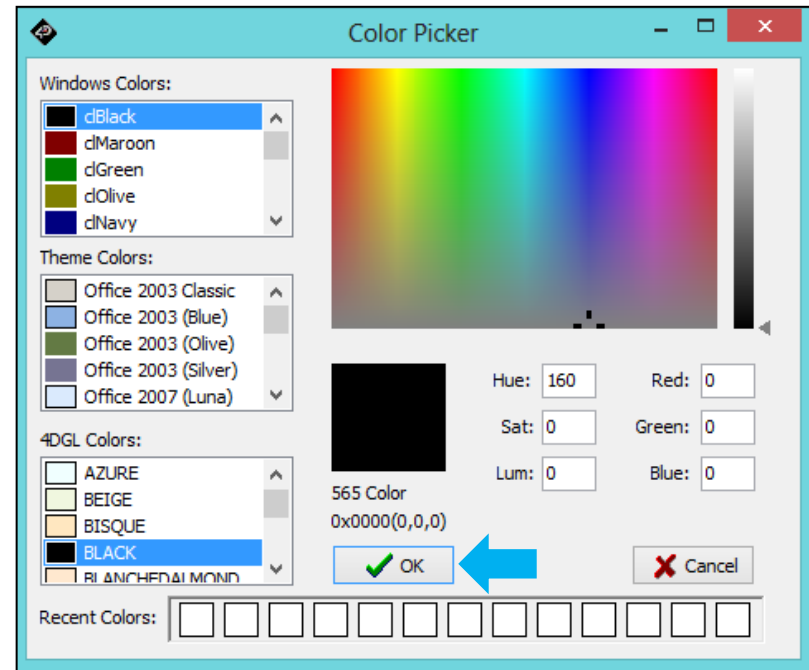 Color Picker
Windows Colors:
clBlack
clMaroon
clGreen
clOlive
clNavy
Theme Colors:
Office 2003 Classic
Office 2003 (Blue)
Office 2003 (Olive)
Office 2003 (Silver)
Office 2007 (Luna)
4DGL Colors:
AZURE
BEIGE
BISQUE
BLACK
BLANCHEDALMOND
Hue: 160 Red: 0
Sat: 0 Green: 0
Lum: 0 Blue: 0
565 Color
0x0000(0,0,0)
OK Cancel
Recent Colors: